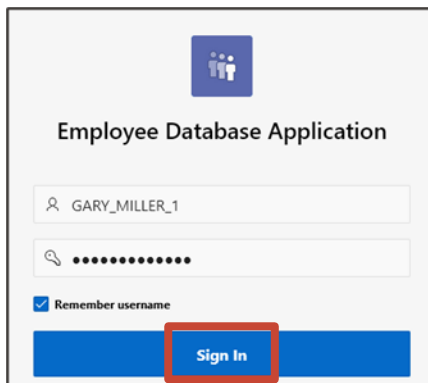 Employee Database Application
GARY_MILLER_1
•••••••••••••
Remember username
Sign In